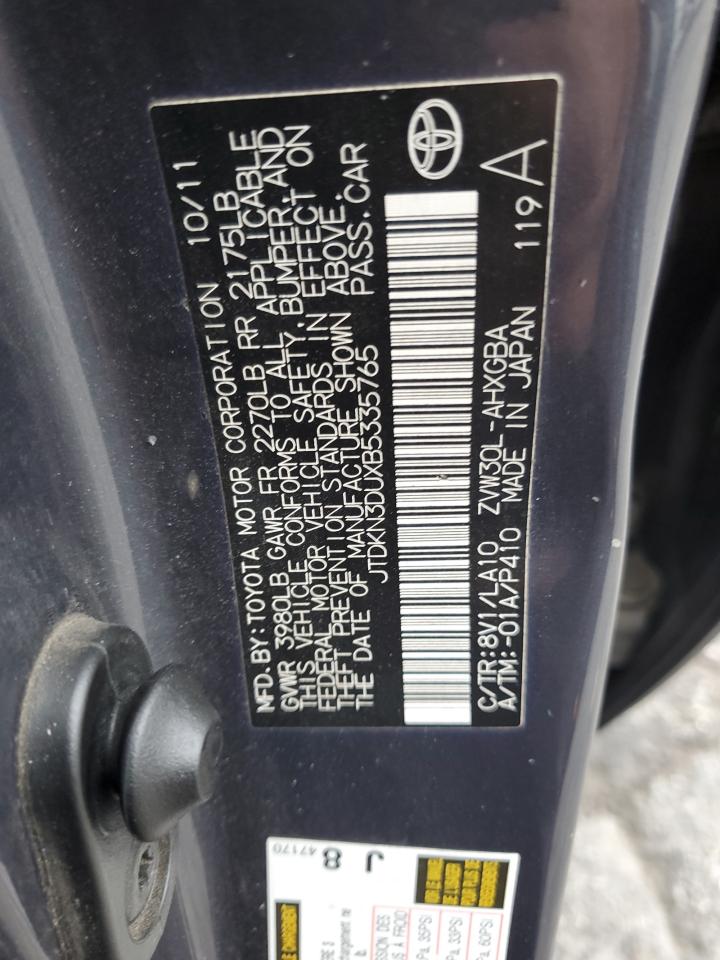 MFD.BY:TOYOTA MOTOR CORPORATION 10/11
GVWR 3980LB GAWR FR 2270LB RR 2175LB
THIS VEHICLE CONFORMS TO ALL APPLICABLE
FEDERAL MOTOR VEHICLE SAFETY,BUMPER,AND
THEFT PREVENTION STANDARDS IN EFFECT ON
THE DATE OF MANUFACTURE SHOWN ABOVE.
JTDKN3DUXB5335765 PASS.CAR
C/TR:8V1/LA10 ZVW30L-AHXGBA
A/TM:-01A/P410 MADE IN JAPAN 119 A
47170
8
J